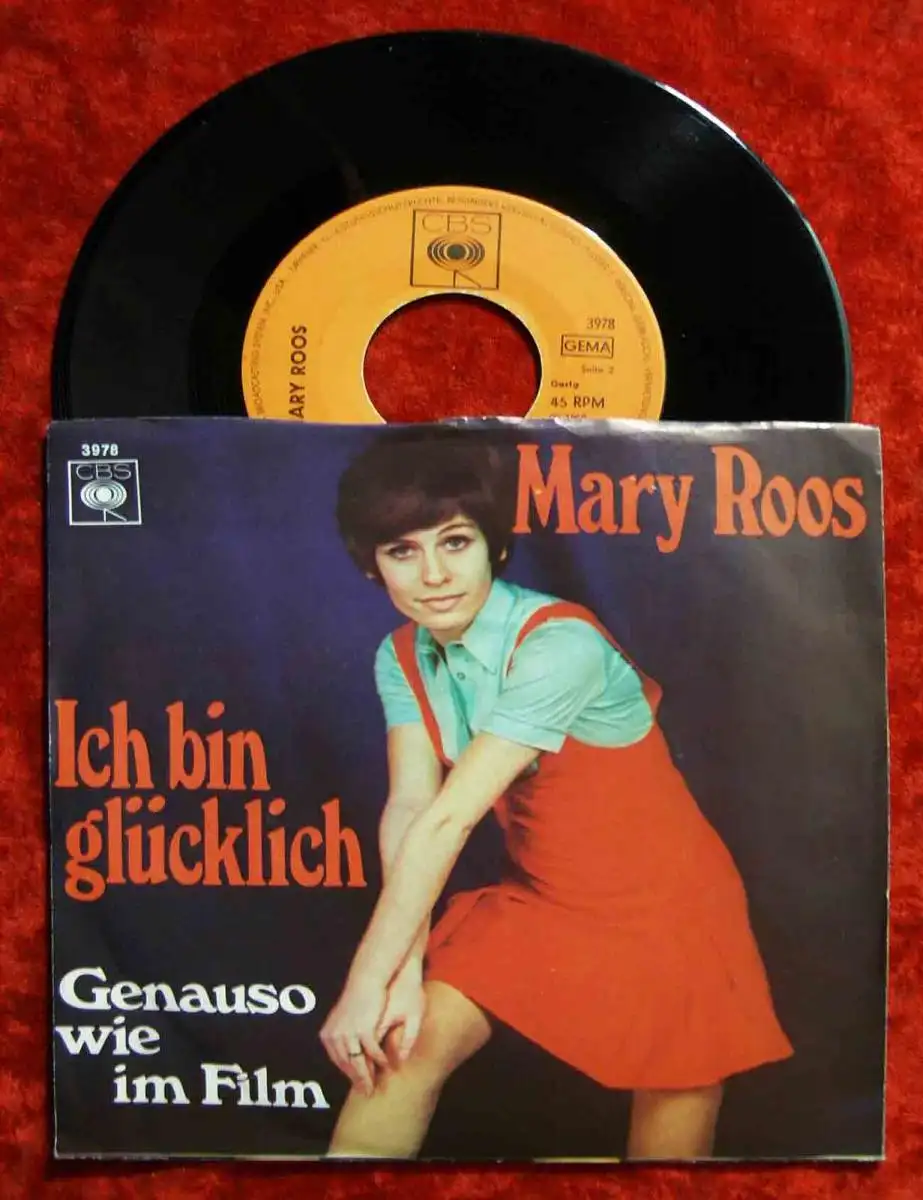 CBS
3978
GEMA
Seite 2
45 RPM
MARY ROOS
3978
CBS
Mary Roos
Ich bin
glücklich
Genauso
wie
im Film